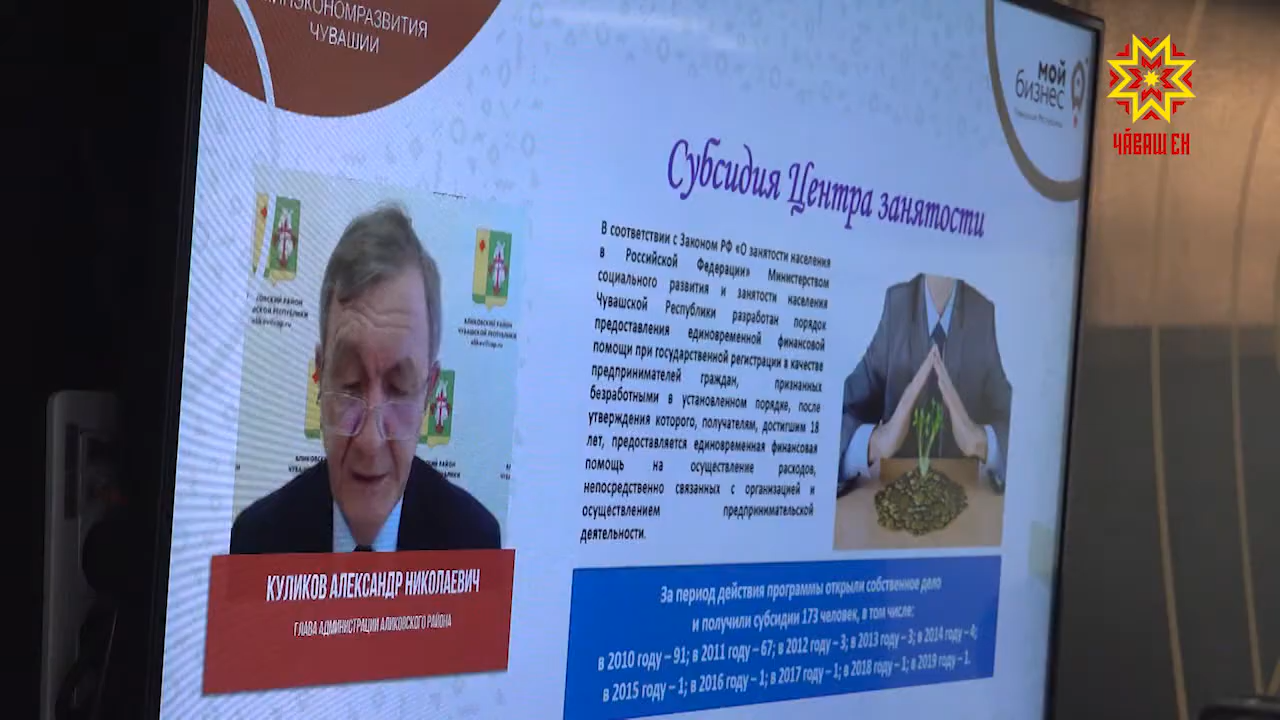 МИНЭКОНОМРАЗВИТИЯ
ЧУВАШИИ
МОЙ
бизнес
ЧӐВАШ ЕН
Субсидия Центра занятости
В соответствии с Законом РФ «О занятости населения
в Российской Федерации» Министерством
социального развития и занятости населения
Чувашской Республики разработан порядок
предоставления единовременной финансовой
помощи при государственной регистрации в качестве
предпринимателей граждан, признанных
безработными в установленном порядке, после
утверждения которого, получателям, достигшим 18
лет, предоставляется единовременная финансовая
помощь на осуществление расходов,
непосредственно связанных с организацией и
осуществлением предпринимательской
деятельности.
АЛИКОВСКИЙ РАЙОН
ЧУВАШСКОЙ РЕСПУБЛИКИ
КУЛИКОВ АЛЕКСАНДР НИКОЛАЕВИЧ
ГЛАВА АДМИНИСТРАЦИИ АЛИКОВСКОГО РАЙОНА
За период действия программы открыли собственное дело
и получили субсидии 173 человек, в том числе:
в 2010 году – 91; в 2011 году – 67; в 2012 году – 3; в 2013 году – 3; в 2014 году – 4;
в 2015 году – 1; в 2016 году – 1; в 2017 году – 1; в 2018 году – 1; в 2019 году – 1.